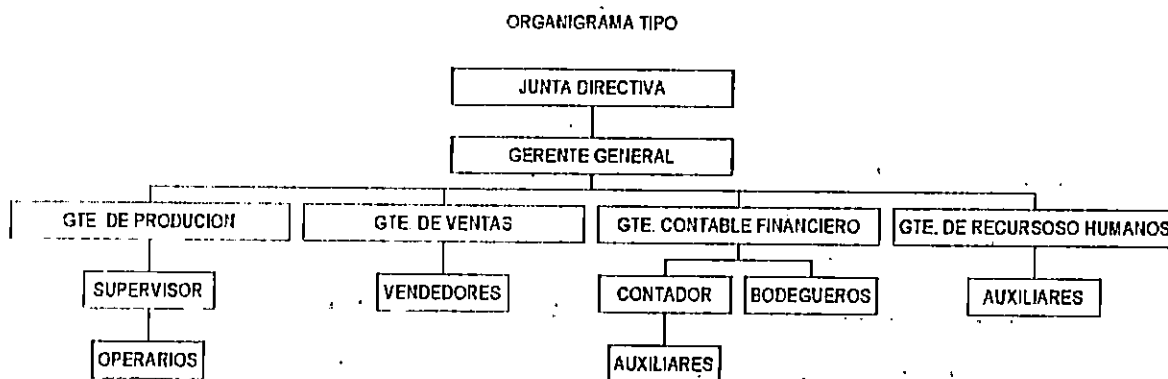 ORGANIGRAMA TIPO
JUNTA DIRECTIVA
GERENTE GENERAL
GTE. DE PRODUCION
GTE. DE VENTAS
GTE. CONTABLE FINANCIERO
GTE. DE RECURSOSO HUMANOS
SUPERVISOR
VENDEDORES
CONTADOR
BODEGUEROS
AUXILIARES
OPERARIOS
AUXILIARES